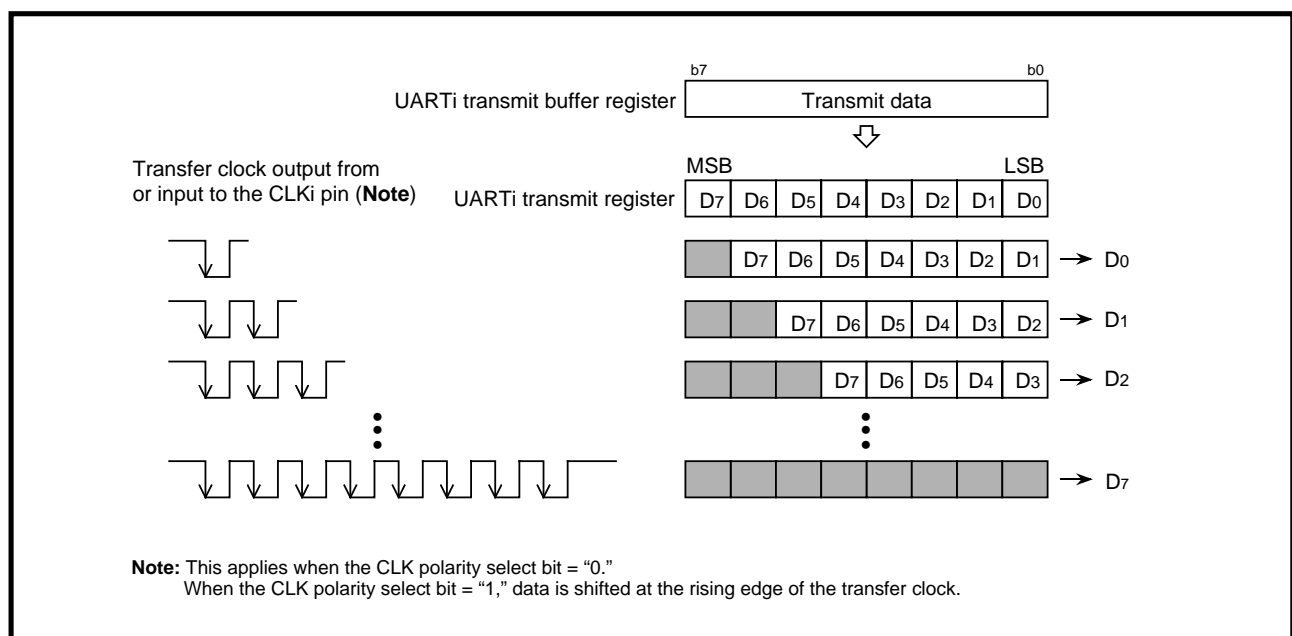 b7 b0
UARTi transmit buffer register Transmit data
Transfer clock output from
or input to the CLKi pin (Note)
MSB LSB
UARTi transmit register D7 D6 D5 D4 D3 D2 D1 D0
D7 D6 D5 D4 D3 D2 D1 D0
D7 D6 D5 D4 D3 D2 D1
D7 D6 D5 D4 D3 D2
D7
Note: This applies when the CLK polarity select bit = “0.”
When the CLK polarity select bit = “1,” data is shifted at the rising edge of the transfer clock.